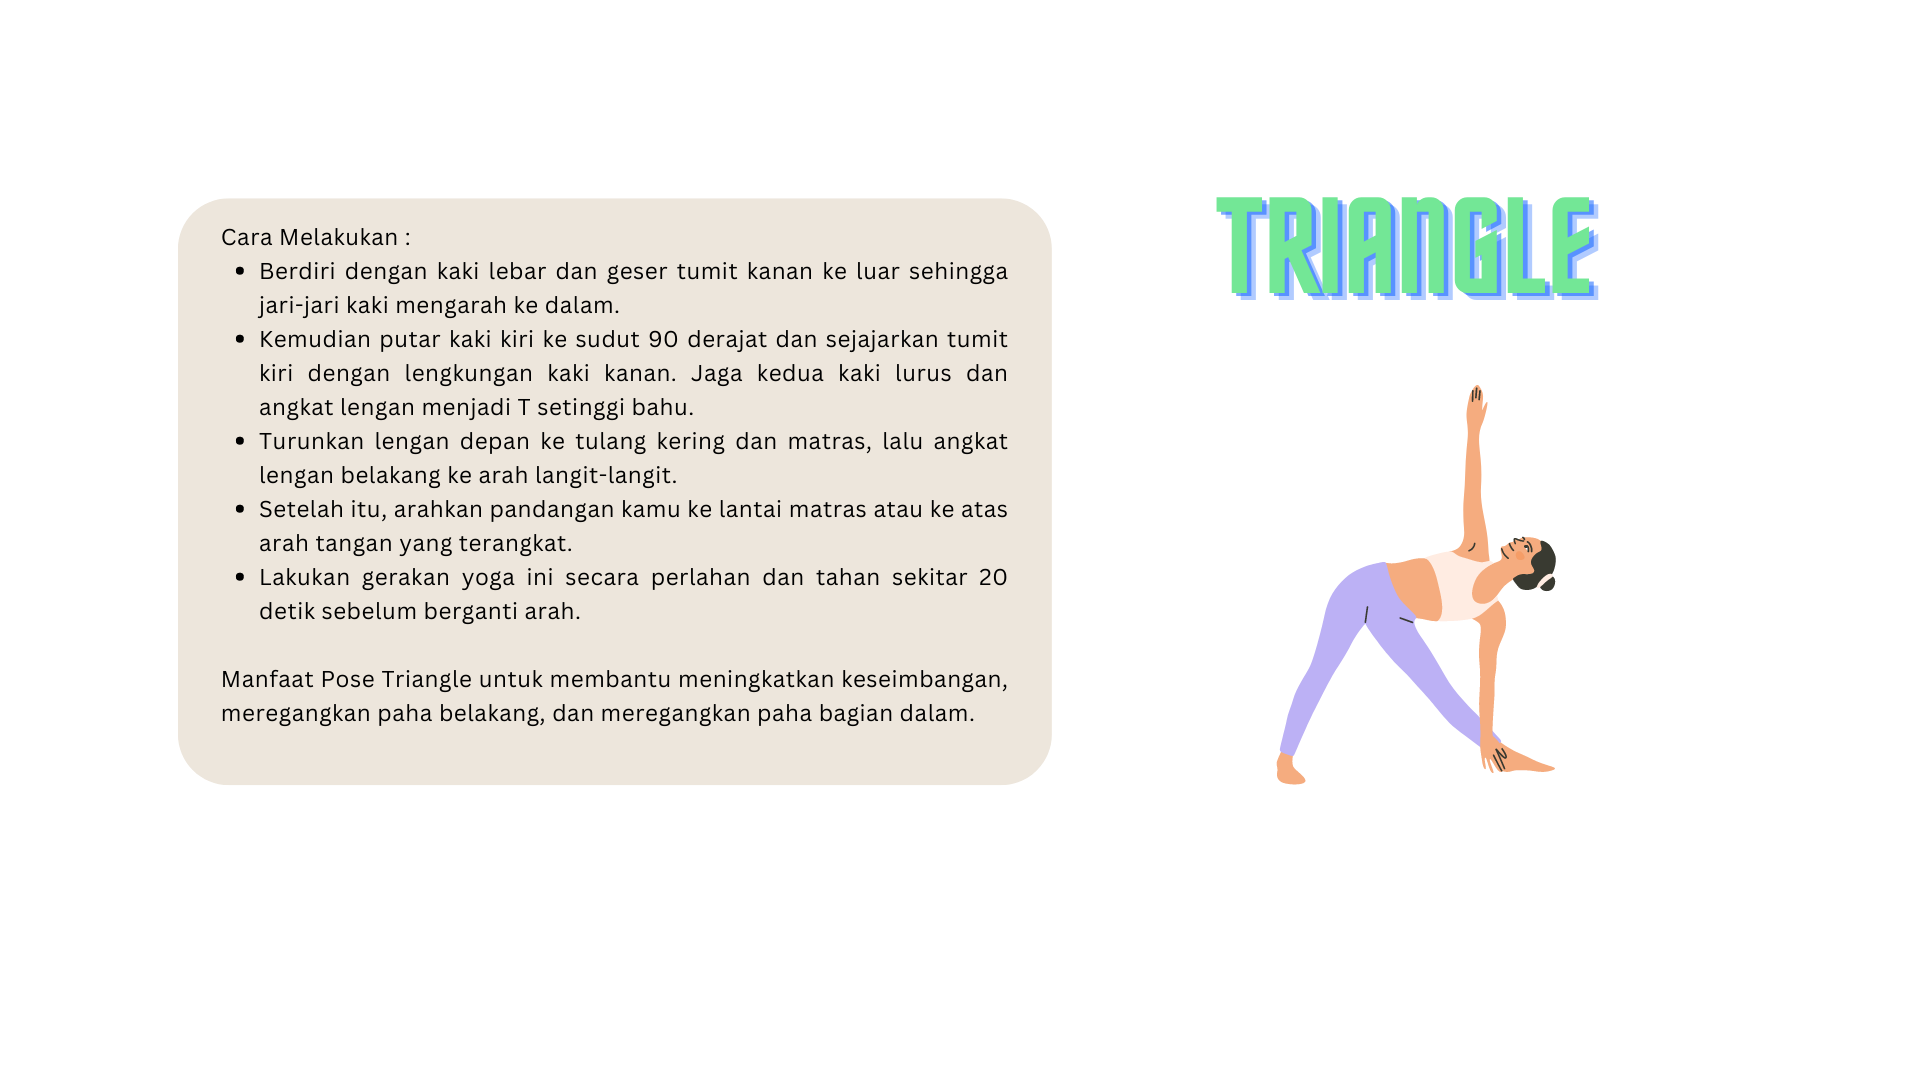 Cara Melakukan :
• Berdiri dengan kaki lebar dan geser tumit kanan ke luar sehingga
jari-jari kaki mengarah ke dalam.
• Kemudian putar kaki kiri ke sudut 90 derajat dan sejajarkan tumit
kiri dengan lengkungan kaki kanan. Jaga kedua kaki lurus dan
angkat lengan menjadi T setinggi bahu.
• Turunkan lengan depan ke tulang kering dan matras, lalu angkat
lengan belakang ke arah langit-langit.
• Setelah itu, arahkan pandangan kamu ke lantai matras atau ke atas
arah tangan yang terangkat.
• Lakukan gerakan yoga ini secara perlahan dan tahan sekitar 20
detik sebelum berganti arah.
Manfaat Pose Triangle untuk membantu meningkatkan keseimbangan,
meregangkan paha belakang, dan meregangkan paha bagian dalam.
TRIANGLE